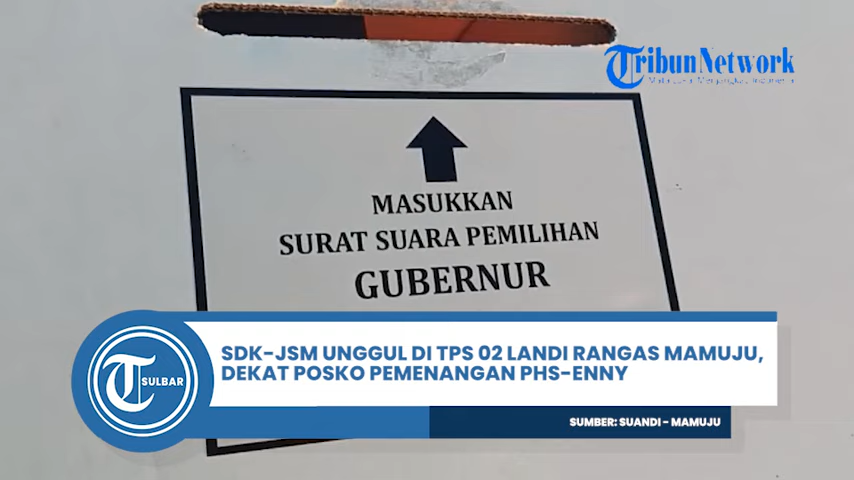 TribunNetwork
MASUKKAN
SURAT SUARA PEMILIHAN
GUBERNUR
SDK-JSM UNGGUL DI TPS 02 LANDI RANGAS MAMUJU,
DEKAT POSKO PEMENANGAN PHS-ENNY
T SULBAR
SUMBER: SUANDI - MAMUJU